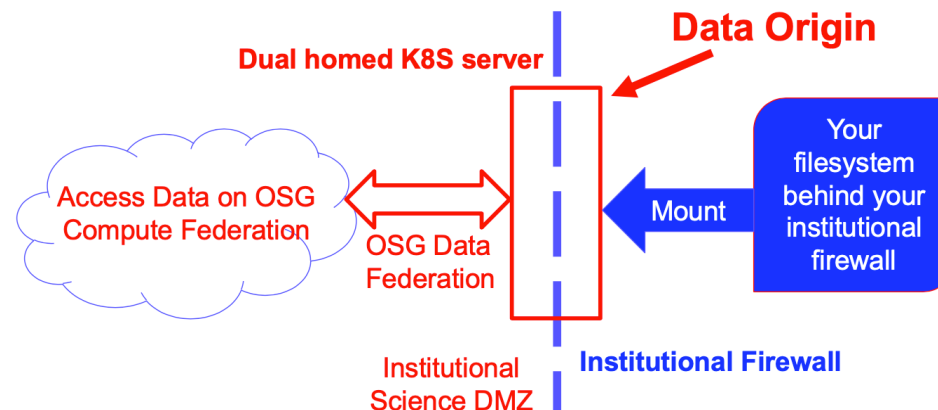 Data Origin
Dual homed K8S server
Your
filesystem
behind your
institutional
firewall
Access Data on OSG
Compute Federation
Mount
OSG Data
Federation
Institutional Firewall
Institutional
Science DMZ